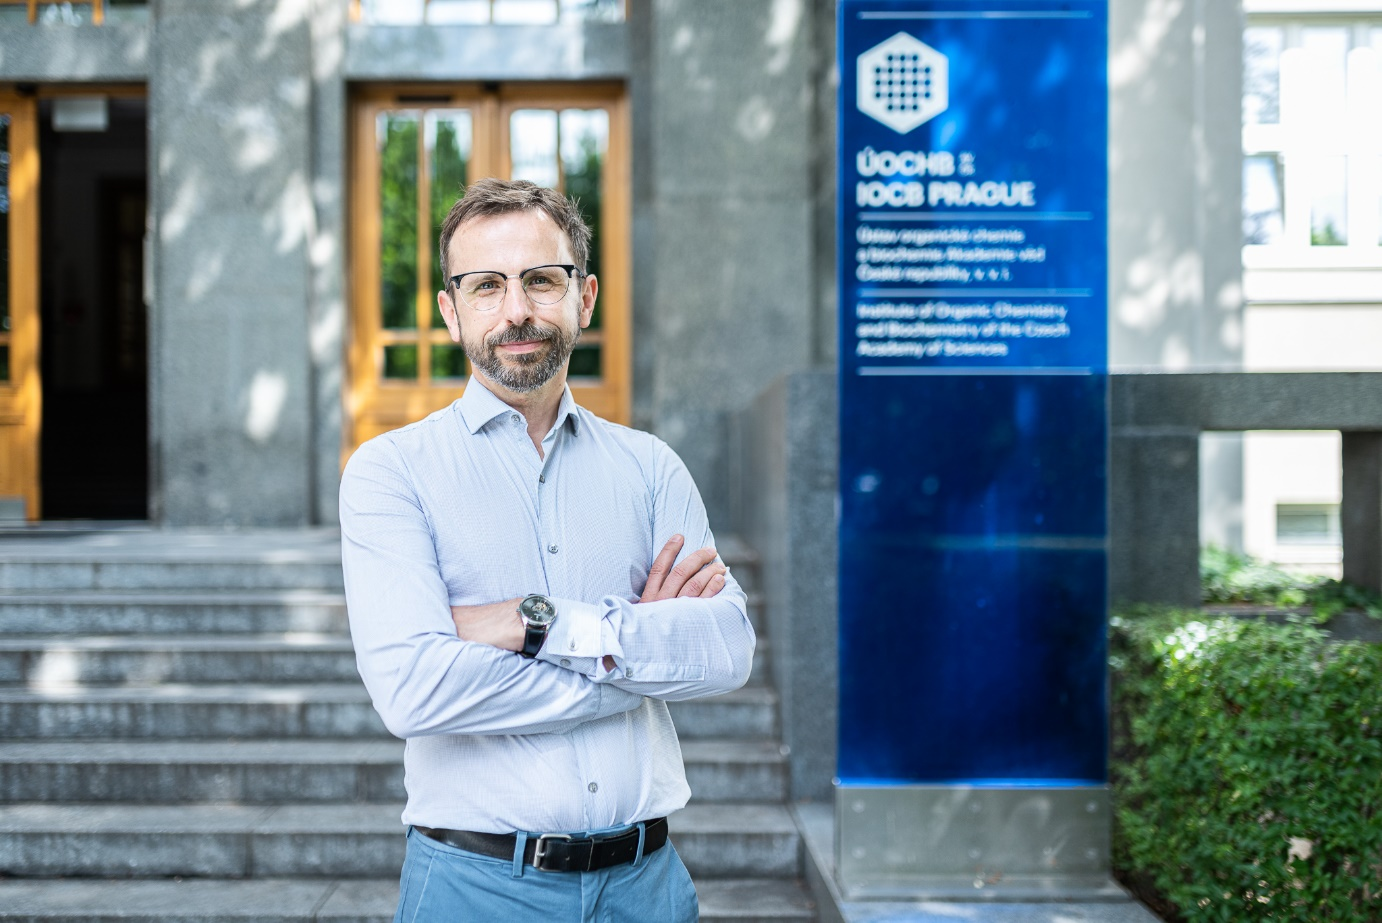 ÚOCHB
IOCB PRAGUE
Ústav organické chemie
a biochemie Akademie věd
České republiky, v. v. i.
Institute of Organic Chemistry
and Biochemistry of the Czech
Academy of Sciences